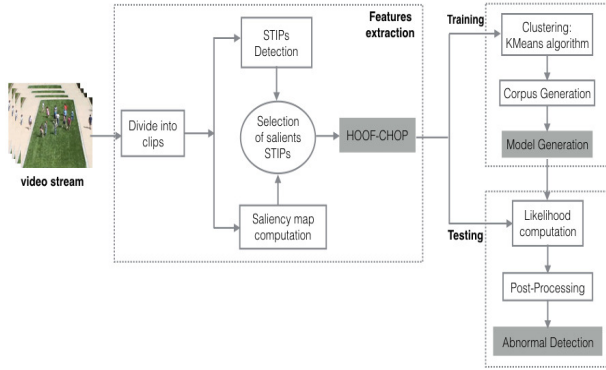 video stream
Divide into
clips
Features
extraction
STIPs
Detection
Selection
of salients
STIPs
Saliency map
computation
HOOF-CHOP
Training
Clustering:
KMeans algorithm
Corpus Generation
Model Generation
Testing
Likelihood
computation
Post-Processing
Abnormal Detection